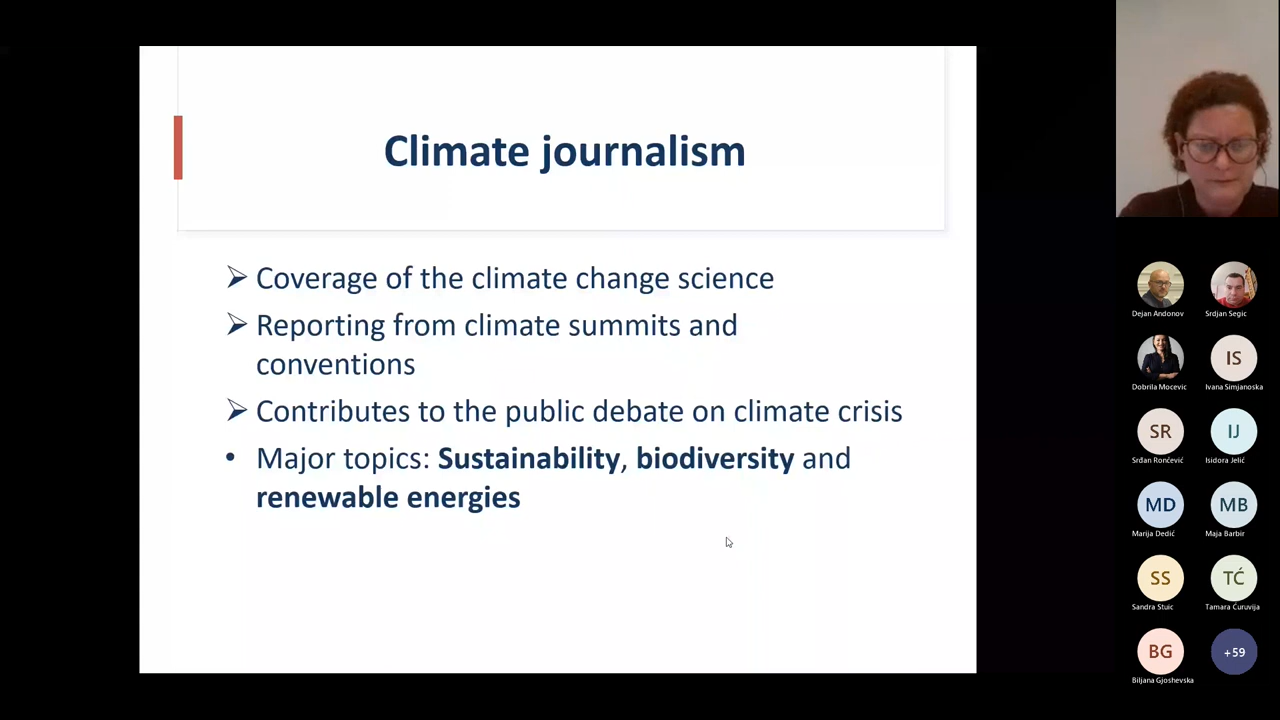 Climate journalism
➢ Coverage of the climate change science
➢ Reporting from climate summits and
conventions
➢ Contributes to the public debate on climate crisis
• Major topics: Sustainability, biodiversity and
renewable energies
Dejan Andonov
Srdjan Segic
Dobrila Mocevic
IS
Ivana Simjanoska
SR
Srđan Rončević
IJ
Isidora Jelić
MD
Marija Dedić
MB
Maja Barbir
SS
Sandra Stuic
TĆ
Tamara Ćuruvija
BG
Biljana Gjoshevska
+59